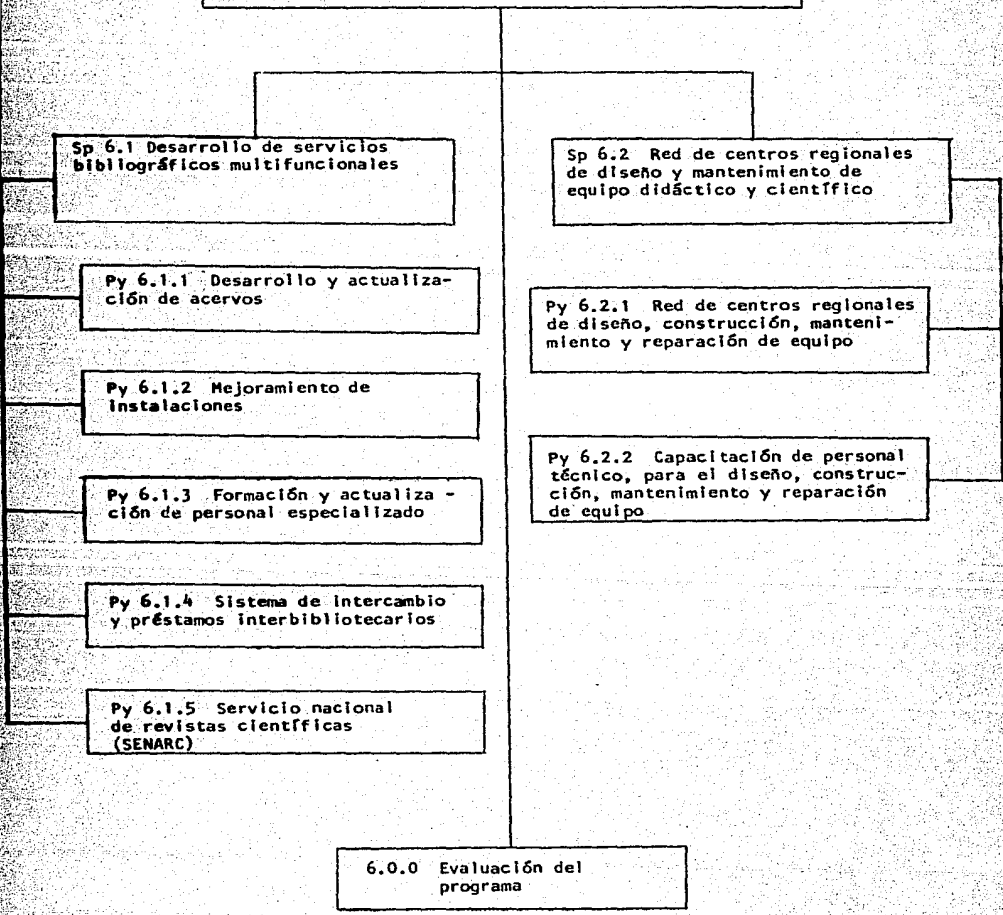 Sp 6.1 Desarrollo de servicios
bibliográficos multifuncionales
Py 6.1.1 Desarrollo y actualiza-
ción de acervos
Py 6.1.2 Mejoramiento de
instalaciones
Py 6.1.3 Formación y actualiza -
ción de personal especializado
Py 6.1.4 Sistema de intercambio
y préstamos interbibliotecarios
Py 6.1.5 Servicio nacional
de revistas científicas
(SENARC)
Sp 6.2 Red de centros regionales
de diseño y mantenimiento de
equipo didáctico y científico
Py 6.2.1 Red de centros regionales
de diseño, construcción, manteni-
miento y reparación de equipo
Py 6.2.2 Capacitación de personal
técnico, para el diseño, construc-
ción, mantenimiento y reparación
de equipo
6.0.0 Evaluación del
programa